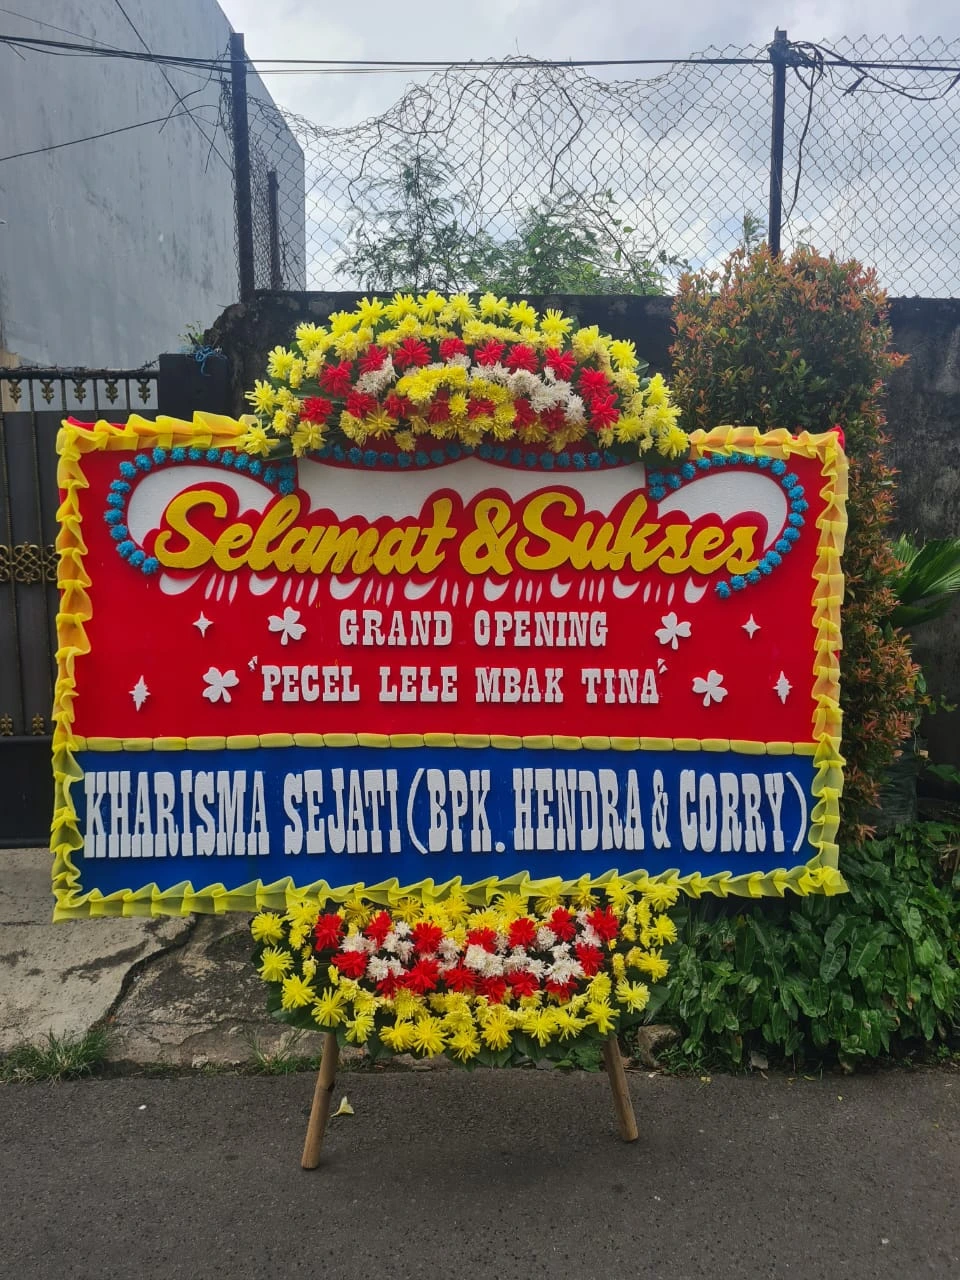 Selamat & Sukses
GRAND OPENING
"PECEL LELE MBAK TINA"
KHARISMA SEJATI (BPK. HENDRA & CORRY)